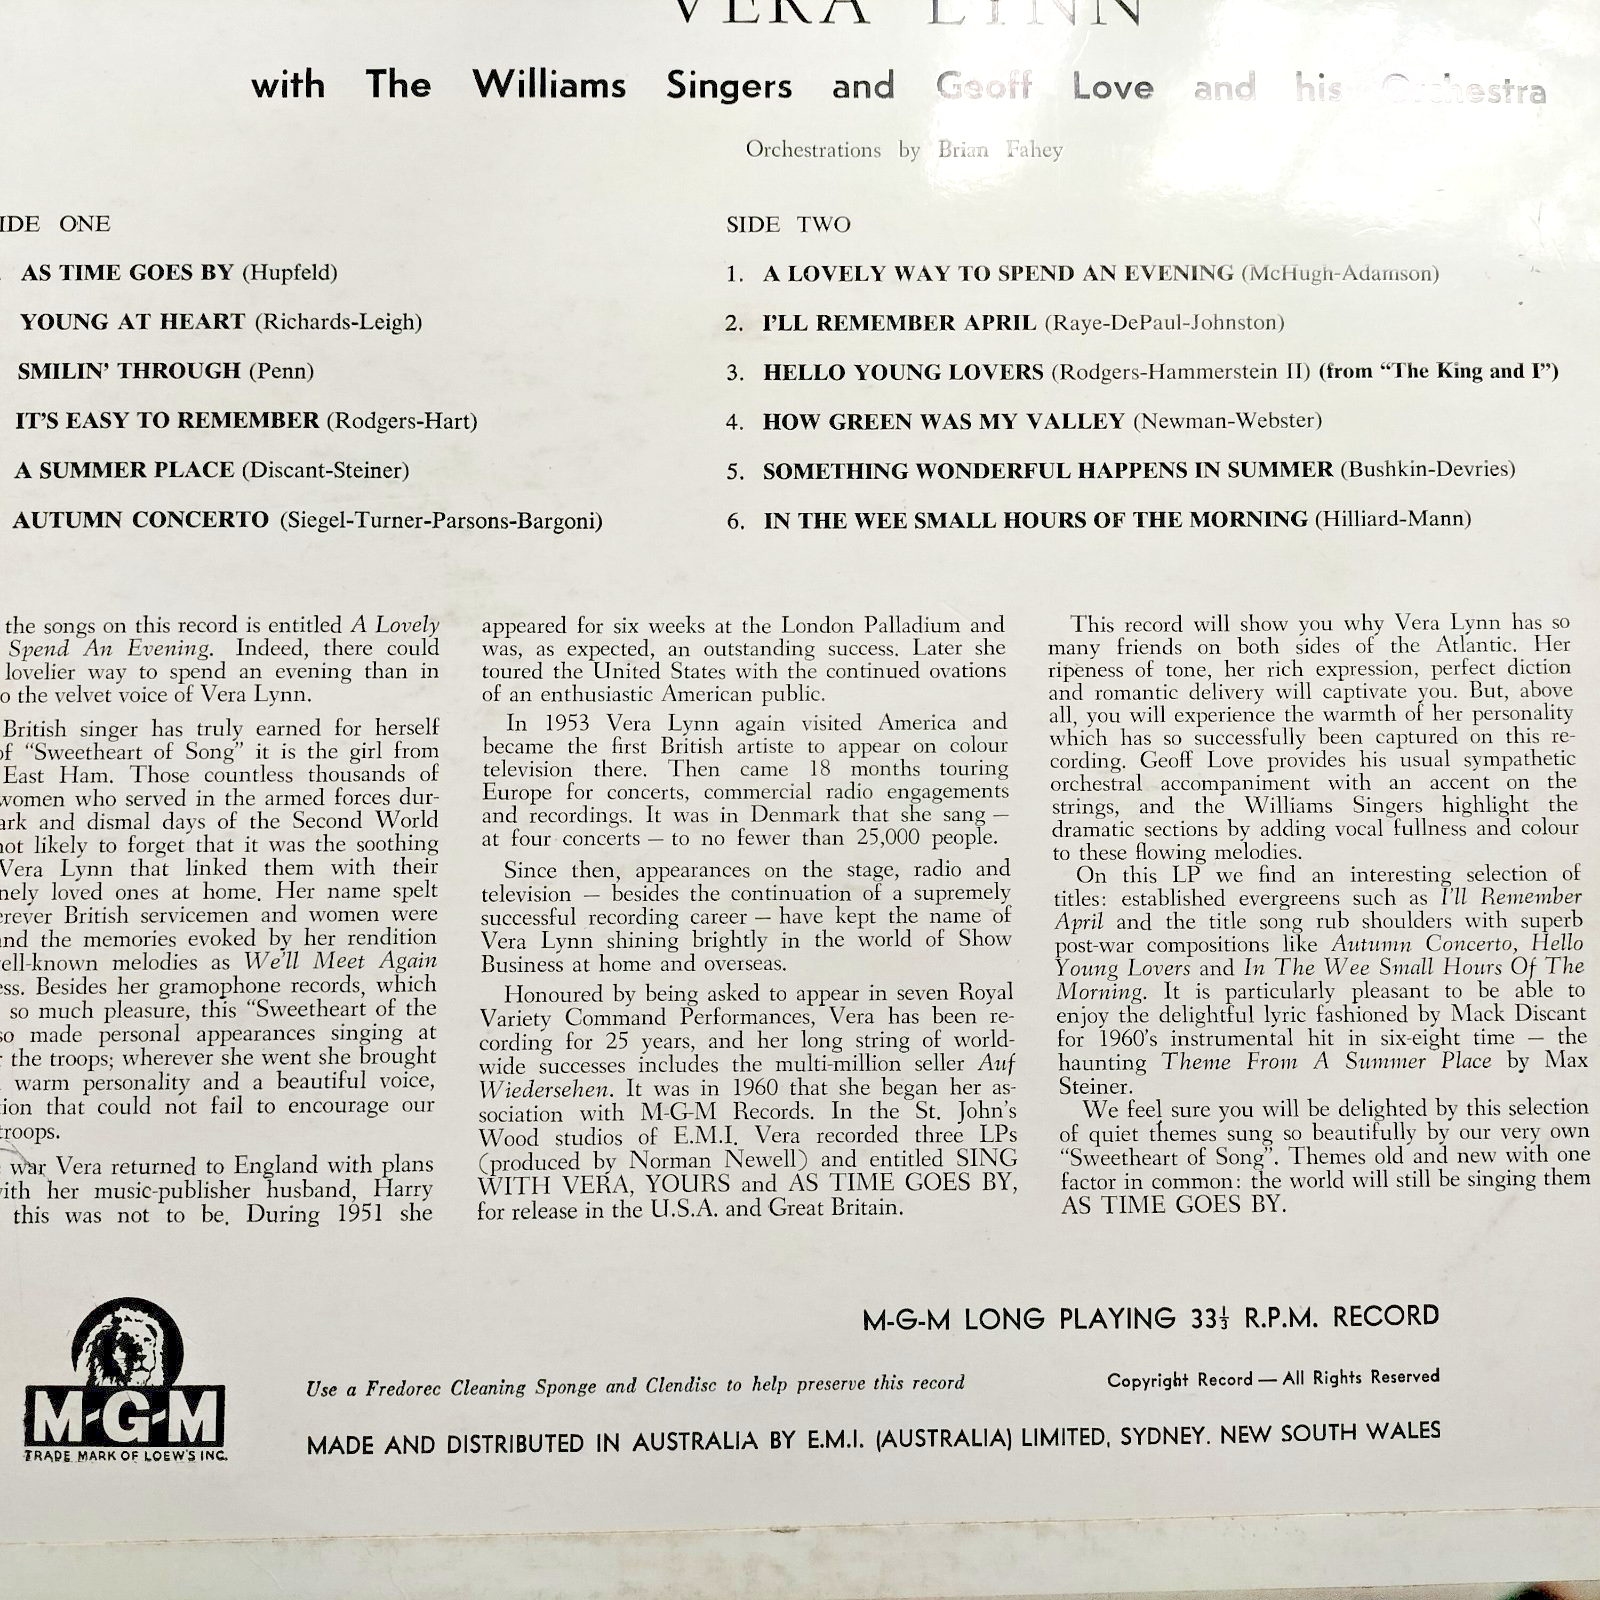 VERA LYNN
with The Williams Singers and Geoff Love and his Orchestra
Orchestrations by Brian Fahey
IDE ONE
AS TIME GOES BY (Hupfeld)
YOUNG AT HEART (Richards-Leigh)
SMILIN' THROUGH (Penn)
IT'S EASY TO REMEMBER (Rodgers-Hart)
A SUMMER PLACE (Discant-Steiner)
AUTUMN CONCERTO (Siegel-Turner-Parsons-Bargoni)
SIDE TWO
1. A LOVELY WAY TO SPEND AN EVENING (McHugh-Adamson)
2. I'LL REMEMBER APRIL (Raye-DePaul-Johnston)
3. HELLO YOUNG LOVERS (Rodgers-Hammerstein II) (from “The King and I”)
4. HOW GREEN WAS MY VALLEY (Newman-Webster)
5. SOMETHING WONDERFUL HAPPENS IN SUMMER (Bushkin-Devries)
6. IN THE WEE SMALL HOURS OF THE MORNING (Hilliard-Mann)
the songs on this record is entitled A Lovely
Spend An Evening. Indeed, there could
lovelier way to spend an evening than in
o the velvet voice of Vera Lynn.
British singer has truly earned for herself
of “Sweetheart of Song” it is the girl from
East Ham. Those countless thousands of
women who served in the armed forces dur-
ark and dismal days of the Second World
not likely to forget that it was the soothing
Vera Lynn that linked them with their
nely loved ones at home. Her name spelt
erever British servicemen and women were
and the memories evoked by her rendition
ell-known melodies as We'll Meet Again
ess. Besides her gramophone records, which
so much pleasure, this “Sweetheart of the
so made personal appearances singing at
the troops; wherever she went she brought
warm personality and a beautiful voice,
ion that could not fail to encourage our
troops.
war Vera returned to England with plans
ith her music-publisher husband, Harry
this was not to be. During 1951 she
appeared for six weeks at the London Palladium and
was, as expected, an outstanding success. Later she
toured the United States with the continued ovations
of an enthusiastic American public.
In 1953 Vera Lynn again visited America and
became the first British artiste to appear on colour
television there. Then came 18 months touring
Europe for concerts, commercial radio engagements
and recordings. It was in Denmark that she sang —
at four concerts — to no fewer than 25,000 people.
Since then, appearances on the stage, radio and
television — besides the continuation of a supremely
successful recording career — have kept the name of
Vera Lynn shining brightly in the world of Show
Business at home and overseas.
Honoured by being asked to appear in seven Royal
Variety Command Performances, Vera has been re-
cording for 25 years, and her long string of world-
wide successes includes the multi-million seller Auf
Wiedersehen. It was in 1960 that she began her as-
sociation with M-G-M Records. In the St. John's
Wood studios of E.M.I. Vera recorded three LPs
(produced by Norman Newell) and entitled SING
WITH VERA, YOURS and AS TIME GOES BY,
for release in the U.S.A. and Great Britain.
This record will show you why Vera Lynn has so
many friends on both sides of the Atlantic. Her
ripeness of tone, her rich expression, perfect diction
and romantic delivery will captivate you. But, above
all, you will experience the warmth of her personality
which has so successfully been captured on this re-
cording. Geoff Love provides his usual sympathetic
orchestral accompaniment with an accent on the
strings, and the Williams Singers highlight the
dramatic sections by adding vocal fullness and colour
to these flowing melodies.
On this LP we find an interesting selection of
titles: established evergreens such as I'll Remember
April and the title song rub shoulders with superb
post-war compositions like Autumn Concerto, Hello
Young Lovers and In The Wee Small Hours Of The
Morning. It is particularly pleasant to be able to
enjoy the delightful lyric fashioned by Mack Discant
for 1960's instrumental hit in six-eight time — the
haunting Theme From A Summer Place by Max
Steiner.
We feel sure you will be delighted by this selection
of quiet themes sung so beautifully by our very own
“Sweetheart of Song”. Themes old and new with one
factor in common: the world will still be singing them
AS TIME GOES BY.
M-G-M LONG PLAYING 33⅓ R.P.M. RECORD
Use a Fredorec Cleaning Sponge and Clendisc to help preserve this record
Copyright Record — All Rights Reserved
M-G-M
TRADE MARK OF LOEW'S INC.
MADE AND DISTRIBUTED IN AUSTRALIA BY E.M.I. (AUSTRALIA) LIMITED, SYDNEY. NEW SOUTH WALES